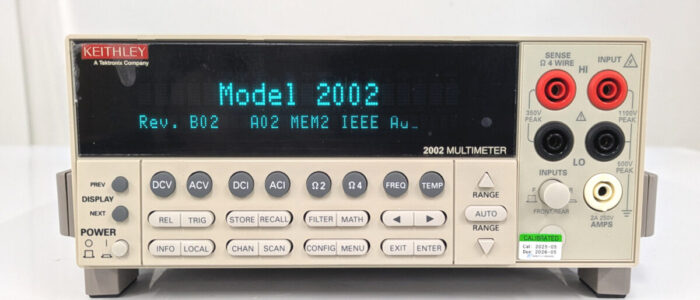 KEITHLEY
A Tektronix Company
Model 2002
Rev. B02 A02 MEM2 IEEE Au_
2002 MULTIMETER
SENSE
Ω 4 WIRE
INPUT
HI
350V
PEAK
1100V
PEAK
LO
500V
PEAK
INPUTS
F
R
FRONT/REAR
2A 250V
AMPS
CALIBRATED
PREV
DISPLAY
NEXT
POWER
DCV ACV DCI ACI Ω2 Ω4 FREQ TEMP
REL TRIG STORE RECALL FILTER MATH ◀ ▶
INFO LOCAL CHAN SCAN CONFIG MENU EXIT ENTER
RANGE
AUTO
RANGE